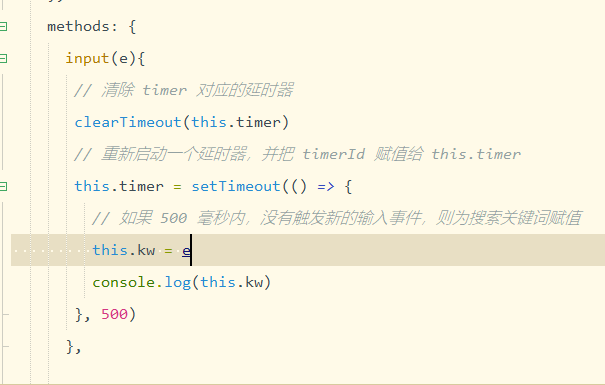 methods: {
input(e){
// 清除 timer 对应的延时器
clearTimeout(this.timer)
// 重新启动一个延时器，并把 timerId 赋值给 this.timer
this.timer = setTimeout(() => {
// 如果 500 毫秒内，没有触发新的输入事件，则为搜索关键词赋值
this.kw = e
console.log(this.kw)
}, 500)
},